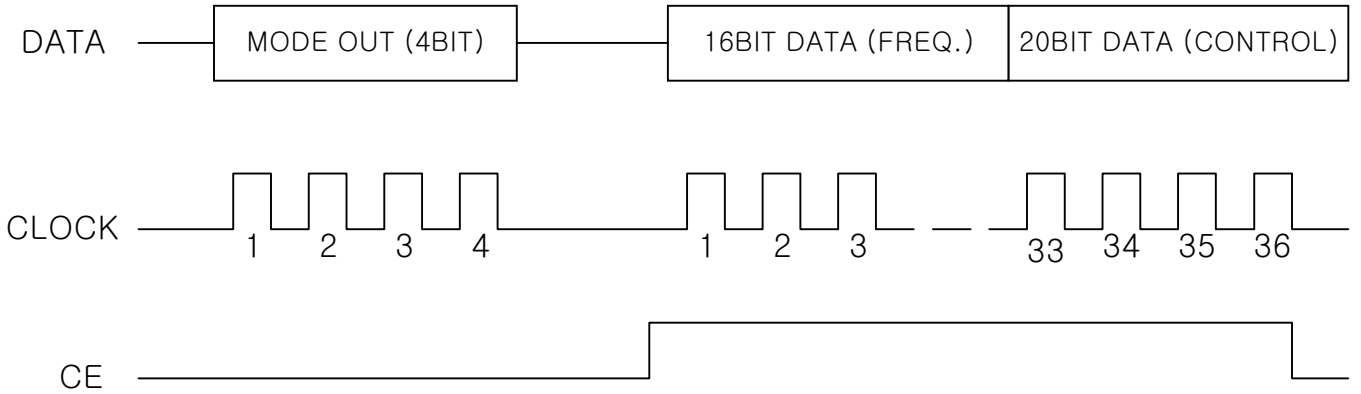 DATA MODE OUT (4BIT) 16BIT DATA (FREQ.) 20BIT DATA (CONTROL)
CLOCK 1 2 3 4 1 2 3 33 34 35 36
CE